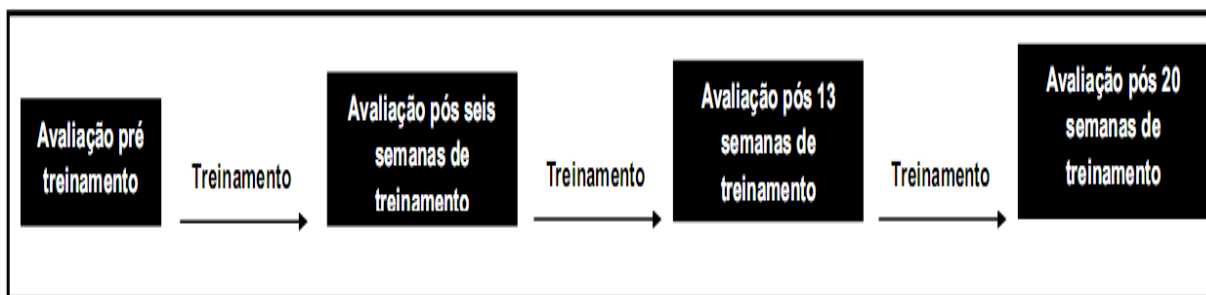 Avaliação pré
treinamento
Treinamento
Avaliação pós seis
semanas de
treinamento
Treinamento
Avaliação pós 13
semanas de
treinamento
Treinamento
Avaliação pós 20
semanas de
treinamento